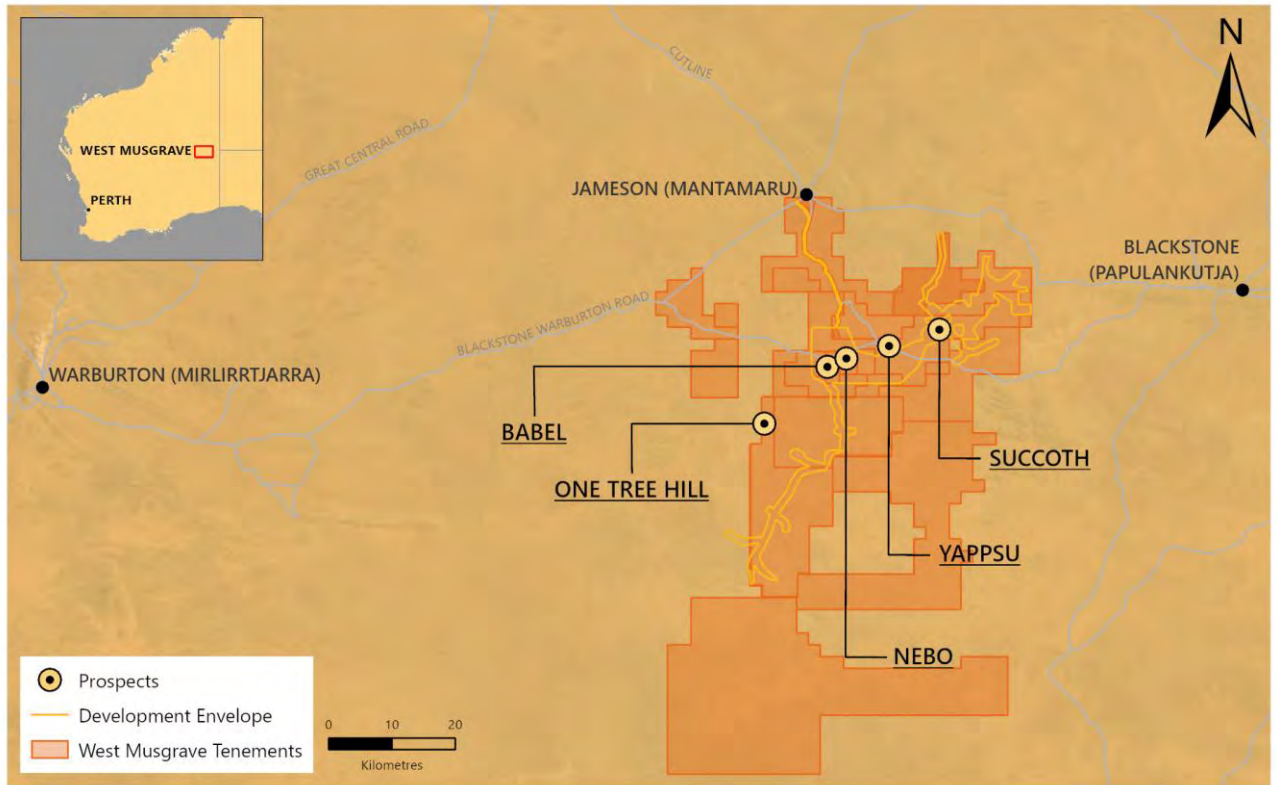 WEST MUSGRAVE
PERTH
N
CUTLINE
GREAT CENTRAL ROAD
JAMESON (MANTAMARU)
BLACKSTONE
(PAPULANKUTJA)
BLACKSTONE WARBURTON ROAD
WARBURTON (MIRLIRRTJARRA)
BABEL
ONE TREE HILL
SUCCOTH
YAPPSU
NEBO
Prospects
Development Envelope
West Musgrave Tenements
0 10 20
Kilometres